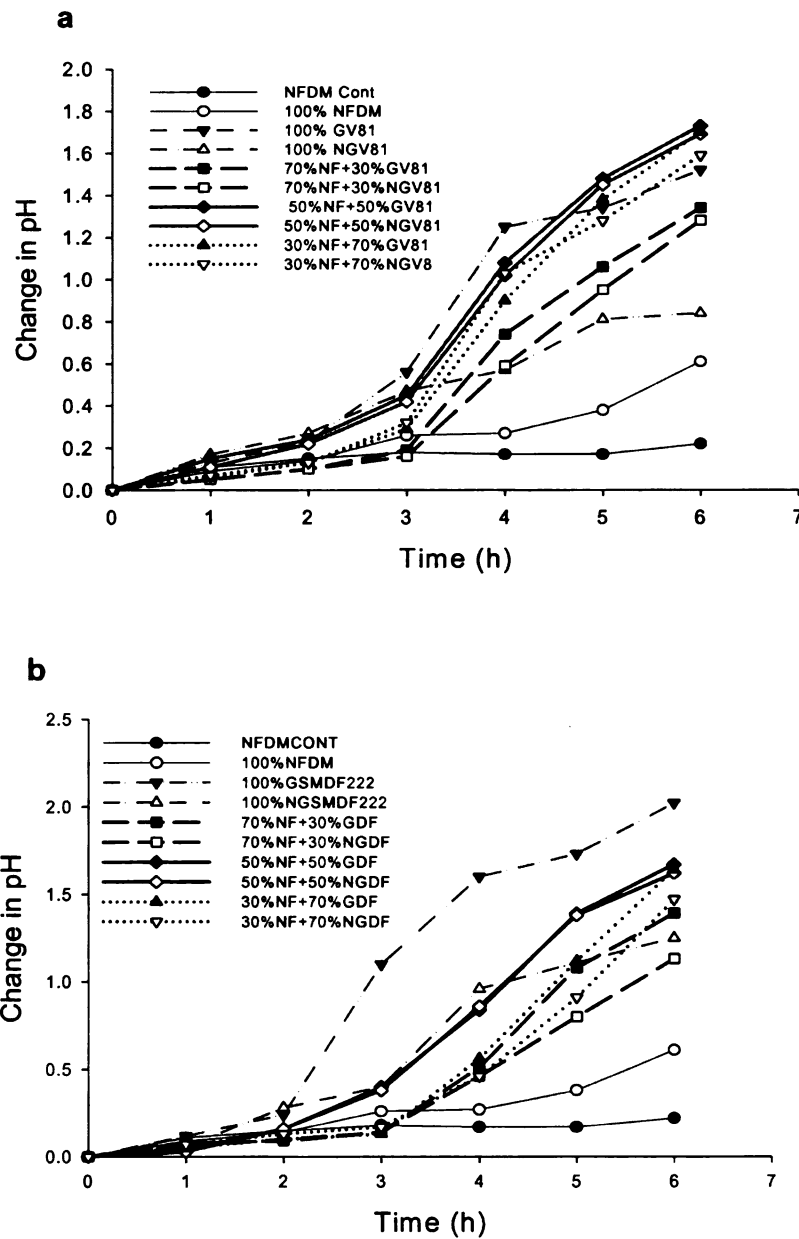 a
2.0
1.8
1.6
1.4
1.2
1.0
0.8
0.6
0.4
0.2
0.0
Change in pH
NFDM Cont
100% NFDM
100% GV81
100% NGV81
70%NF+30%GV81
70%NF+30%NGV81
50%NF+50%GV81
50%NF+50%NGV81
30%NF+70%GV81
30%NF+70%NGV8
0 1 2 3 4 5 6 7
Time (h)
b
2.5
2.0
1.5
1.0
0.5
0.0
Change in pH
NFDMCONT
100%NFDM
100%GSMDF222
100%NGSMDF222
70%NF+30%GDF
70%NF+30%NGDF
50%NF+50%GDF
50%NF+50%NGDF
30%NF+70%GDF
30%NF+70%NGDF
0 1 2 3 4 5 6 7
Time (h)